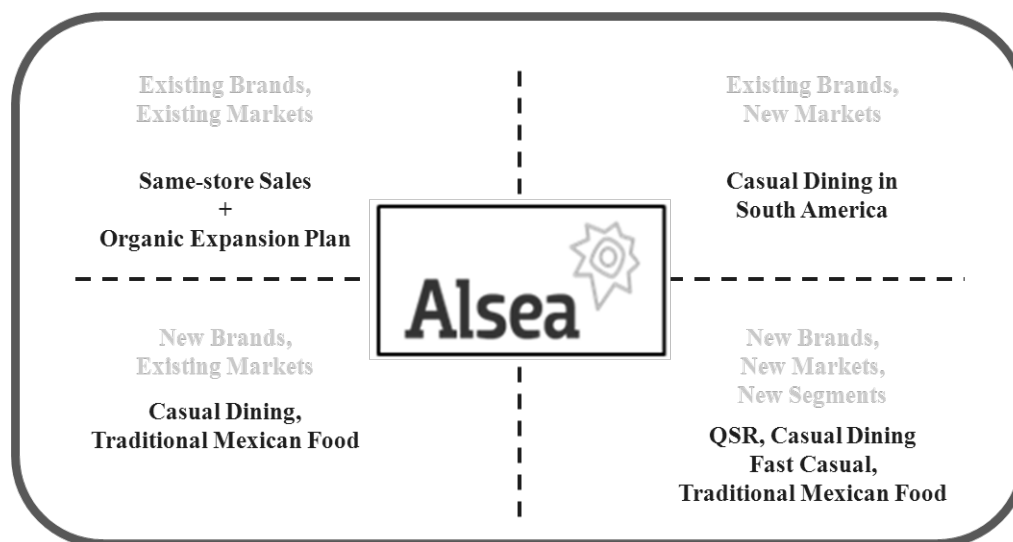 Existing Brands,
Existing Markets
Same-store Sales
+
Organic Expansion Plan
Existing Brands,
New Markets
Casual Dining in
South America
Alsea
New Brands,
Existing Markets
Casual Dining,
Traditional Mexican Food
New Brands,
New Markets,
New Segments
QSR, Casual Dining
Fast Casual,
Traditional Mexican Food